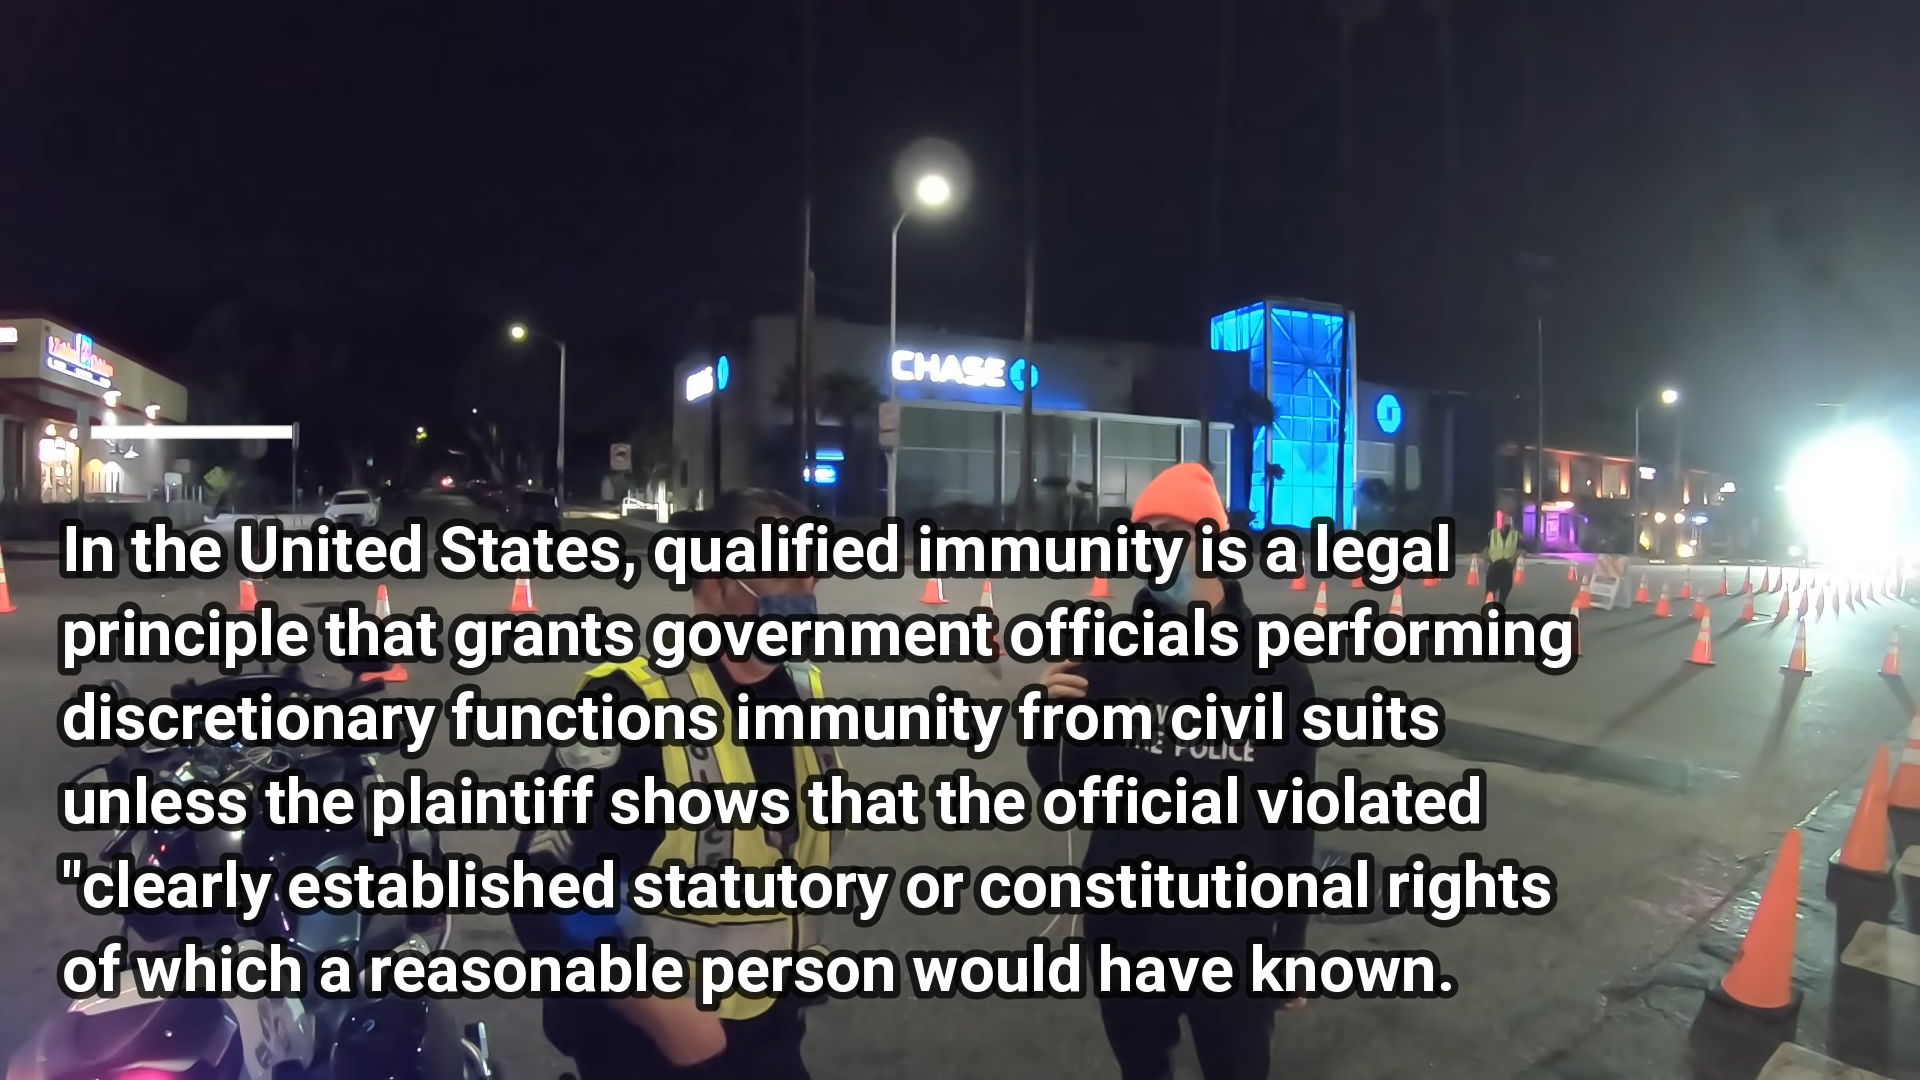 CHASE
In the United States, qualified immunity is a legal
principle that grants government officials performing
discretionary functions immunity from civil suits
THE POLICE
unless the plaintiff shows that the official violated
"clearly established statutory or constitutional rights
of which a reasonable person would have known.